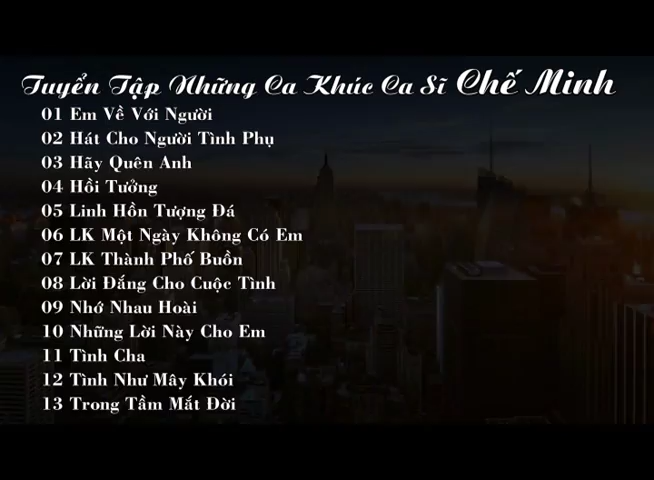 Tuyển Tập Những Ca Khúc Ca Sĩ Chế Minh
01 Em Về Với Người
02 Hát Cho Người Tình Phụ
03 Hãy Quên Anh
04 Hồi Tưởng
05 Linh Hồn Tượng Đá
06 LK Một Ngày Không Có Em
07 LK Thành Phố Buồn
08 Lời Đắng Cho Cuộc Tình
09 Nhớ Nhau Hoài
10 Những Lời Này Cho Em
11 Tình Cha
12 Tình Như Mây Khói
13 Trong Tầm Mắt Đời